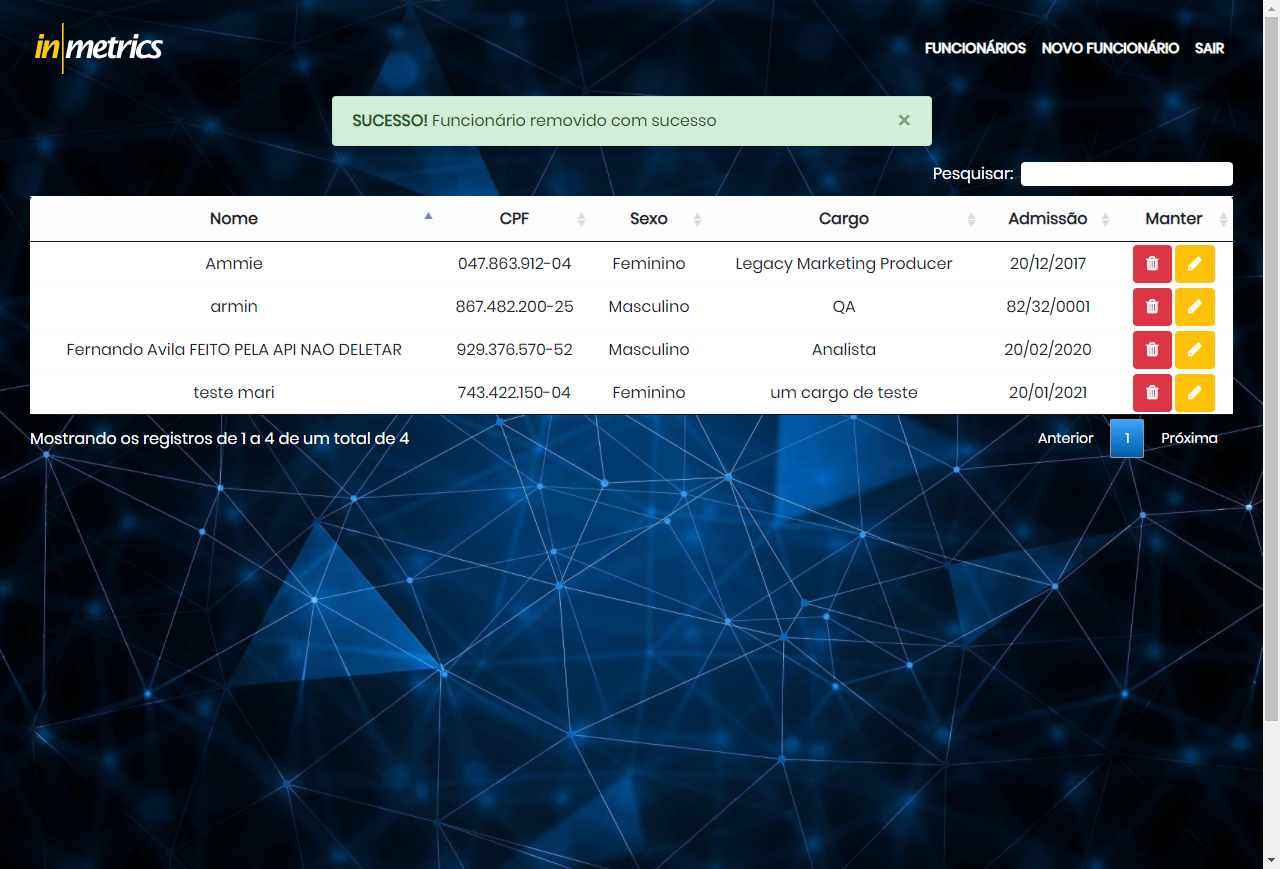 in metrics
FUNCIONÁRIOS NOVO FUNCIONÁRIO SAIR
SUCESSO! Funcionário removido com sucesso ×
Pesquisar:
Nome CPF Sexo Cargo Admissão Manter
Ammie 047.863.912-04 Feminino Legacy Marketing Producer 20/12/2017
armin 867.482.200-25 Masculino QA 82/32/0001
Fernando Avila FEITO PELA API NAO DELETAR 929.376.570-52 Masculino Analista 20/02/2020
teste mari 743.422.150-04 Feminino um cargo de teste 20/01/2021
Mostrando os registros de 1 a 4 de um total de 4 Anterior 1 Próxima